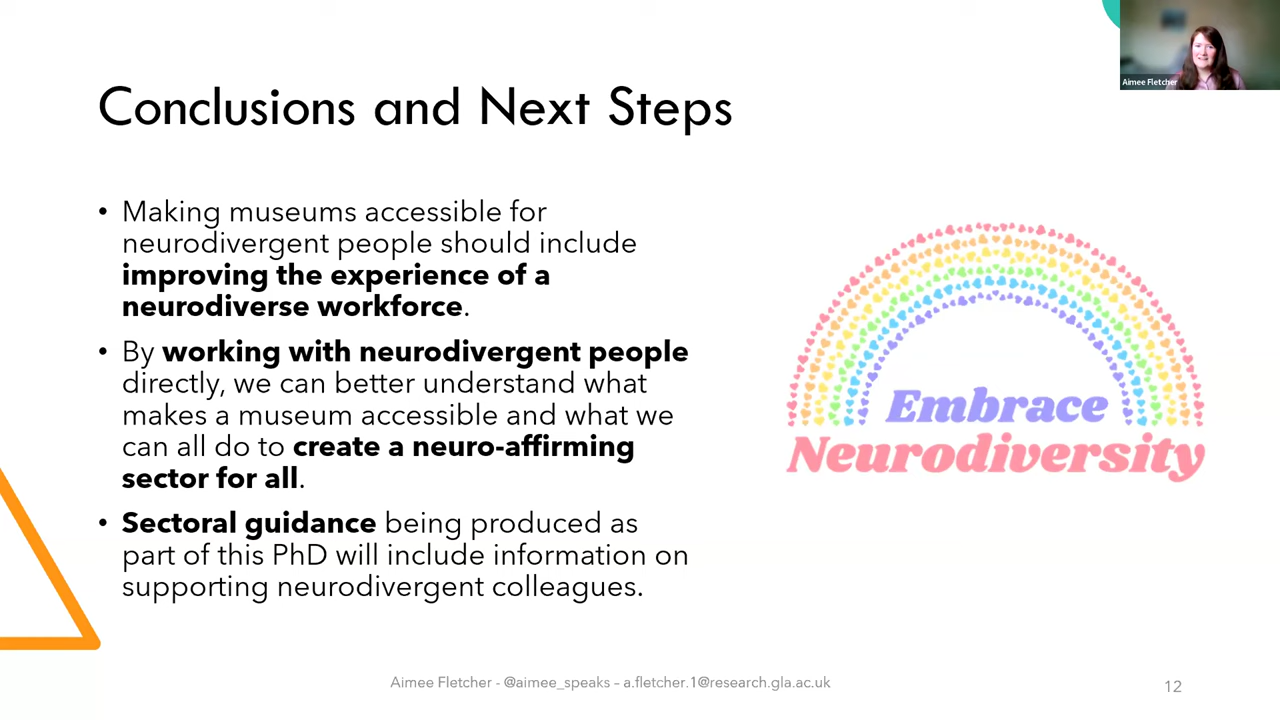 Aimee Fletcher
Conclusions and Next Steps
• Making museums accessible for
neurodivergent people should include
improving the experience of a
neurodiverse workforce.
• By working with neurodivergent people
directly, we can better understand what
makes a museum accessible and what we
can all do to create a neuro-affirming
sector for all.
• Sectoral guidance being produced as
part of this PhD will include information on
supporting neurodivergent colleagues.
Embrace
Neurodiversity
Aimee Fletcher - @aimee_speaks – a.fletcher.1@research.gla.ac.uk
12